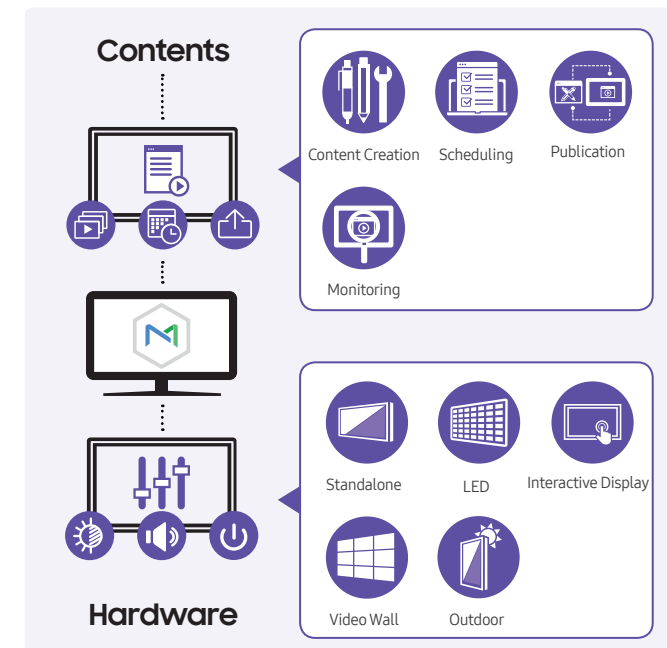 Contents
Content Creation
Scheduling
Publication
Monitoring
Standalone
LED
Interactive Display
Video Wall
Outdoor
Hardware